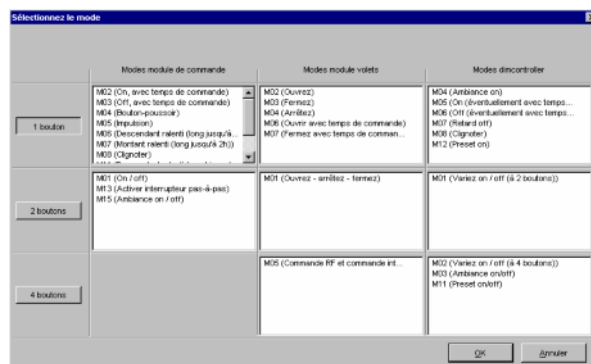 Sélectionnez le mode
Modes module de commande
Modes module volets
Modes dimcontroller
1 bouton
M02 (On, avec temps de commande)
M03 (Off, avec temps de commande)
M04 (Bouton-poussoir)
M05 (Impulson)
M06 (Descendant ralenti (long jusqu'à...
M07 (Montant ralenti (long jusqu'à 2h))
M08 (Clignoter)
M02 (Ouvrez)
M03 (Fermez)
M04 (Arrêtez)
M06 (Ouvrir avec temps de commande)
M07 (Fermez avec temps de comman...
M04 (Ambiance on)
M05 (On (éventuellement avec temps...
M06 (Off (éventuellement avec temps...
M07 (Retard off)
M08 (Clignoter)
M12 (Preset on)
2 boutons
M01 (On / off)
M13 (Activer interrupteur pas-à-pas)
M15 (Ambiance on / off)
M01 (Ouvrez - arrêtez - fermez)
M01 (Variez on / off (à 2 boutons))
4 boutons
M05 (Commande RF et commande int...
M02 (Variez on / off (à 4 boutons))
M03 (Ambiance on/off)
M11 (Preset on/off)
OK
Annuler